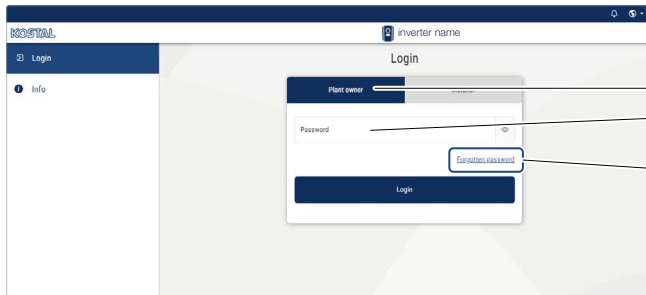 KOSTAL
inverter name
Login
Login
Info
Plant owner
Password
Forgotten password
Login